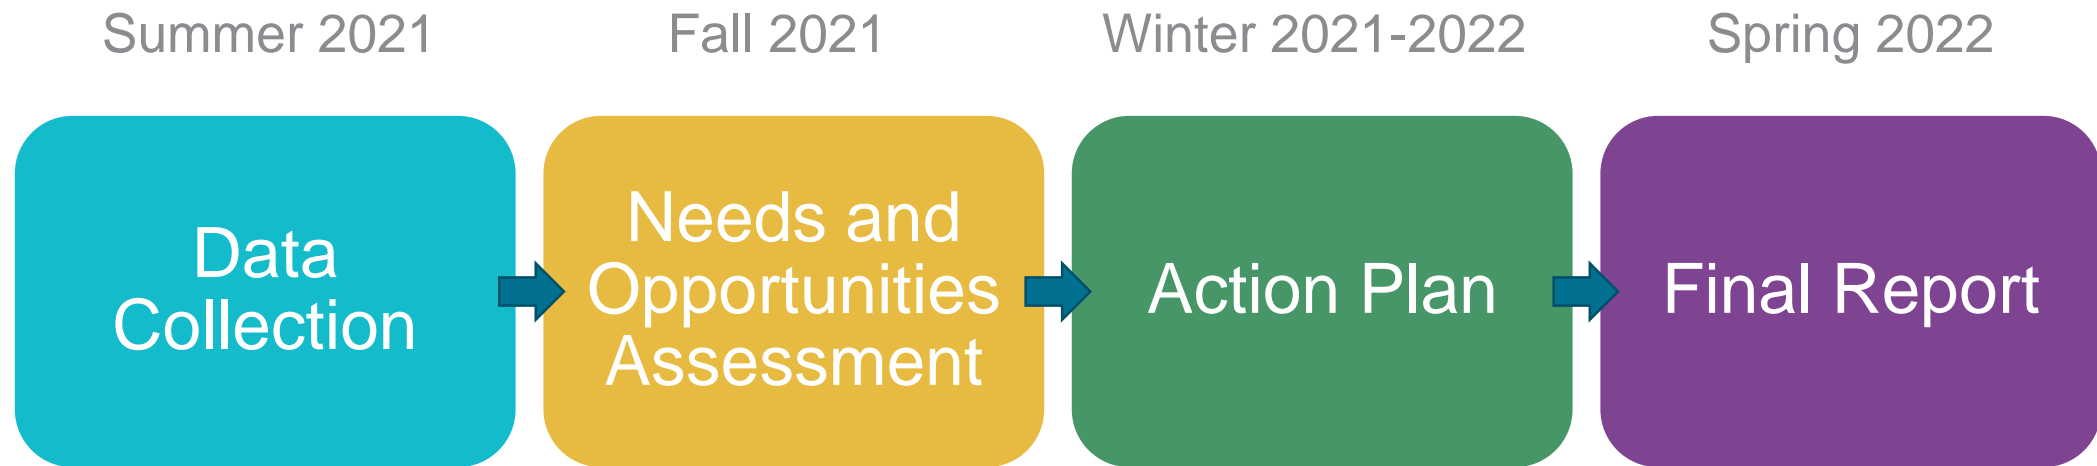 Summer 2021
Fall 2021
Winter 2021-2022
Spring 2022
Data
Collection
Needs and
Opportunities
Assessment
Action Plan
Final Report